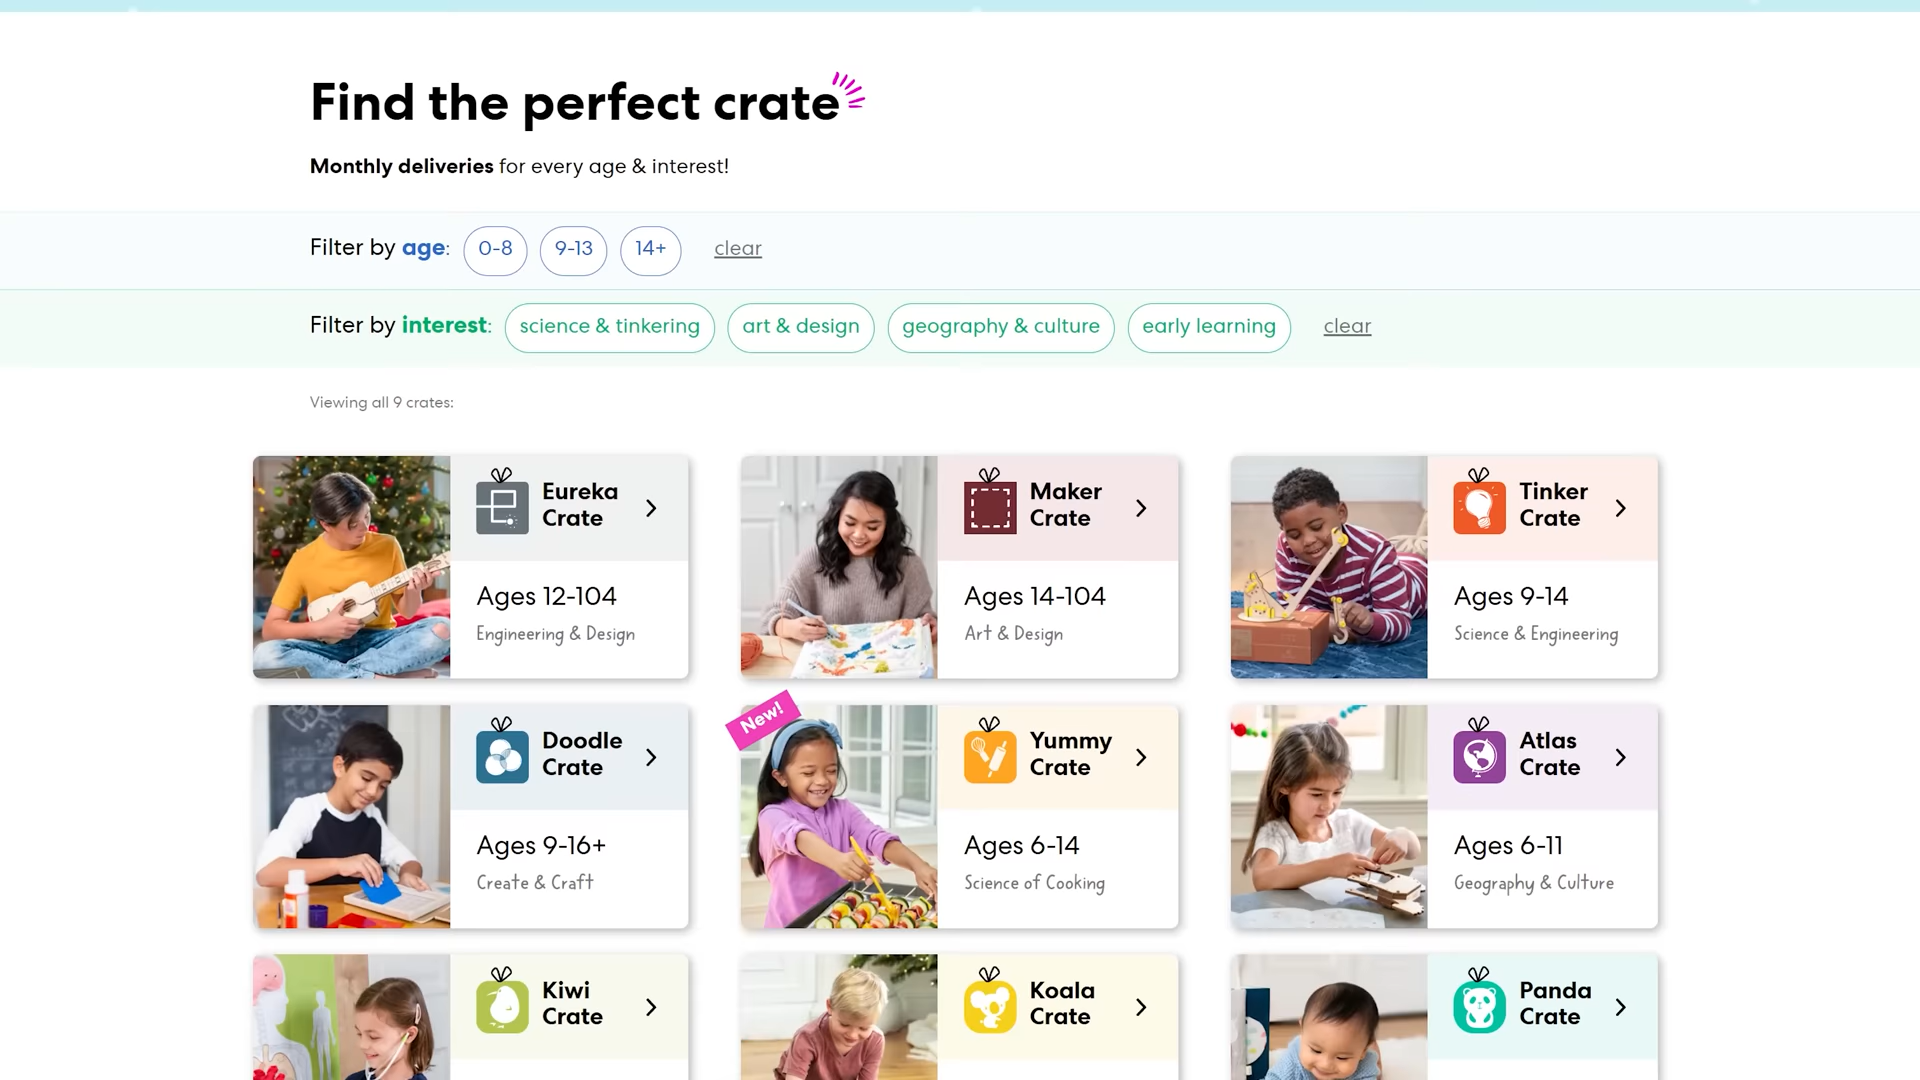 Find the perfect crate
Monthly deliveries for every age & interest!
Filter by age: 0-8 9-13 14+ clear
Filter by interest: science & tinkering art & design geography & culture early learning clear
Viewing all 9 crates:
Eureka
Crate
Ages 12-104
Engineering & Design
Maker
Crate
Ages 14-104
Art & Design
Tinker
Crate
Ages 9-14
Science & Engineering
Doodle
Crate
Ages 9-16+
Create & Craft
New!
Yummy
Crate
Ages 6-14
Science of Cooking
Atlas
Crate
Ages 6-11
Geography & Culture
Kiwi
Crate
Koala
Crate
Panda
Crate